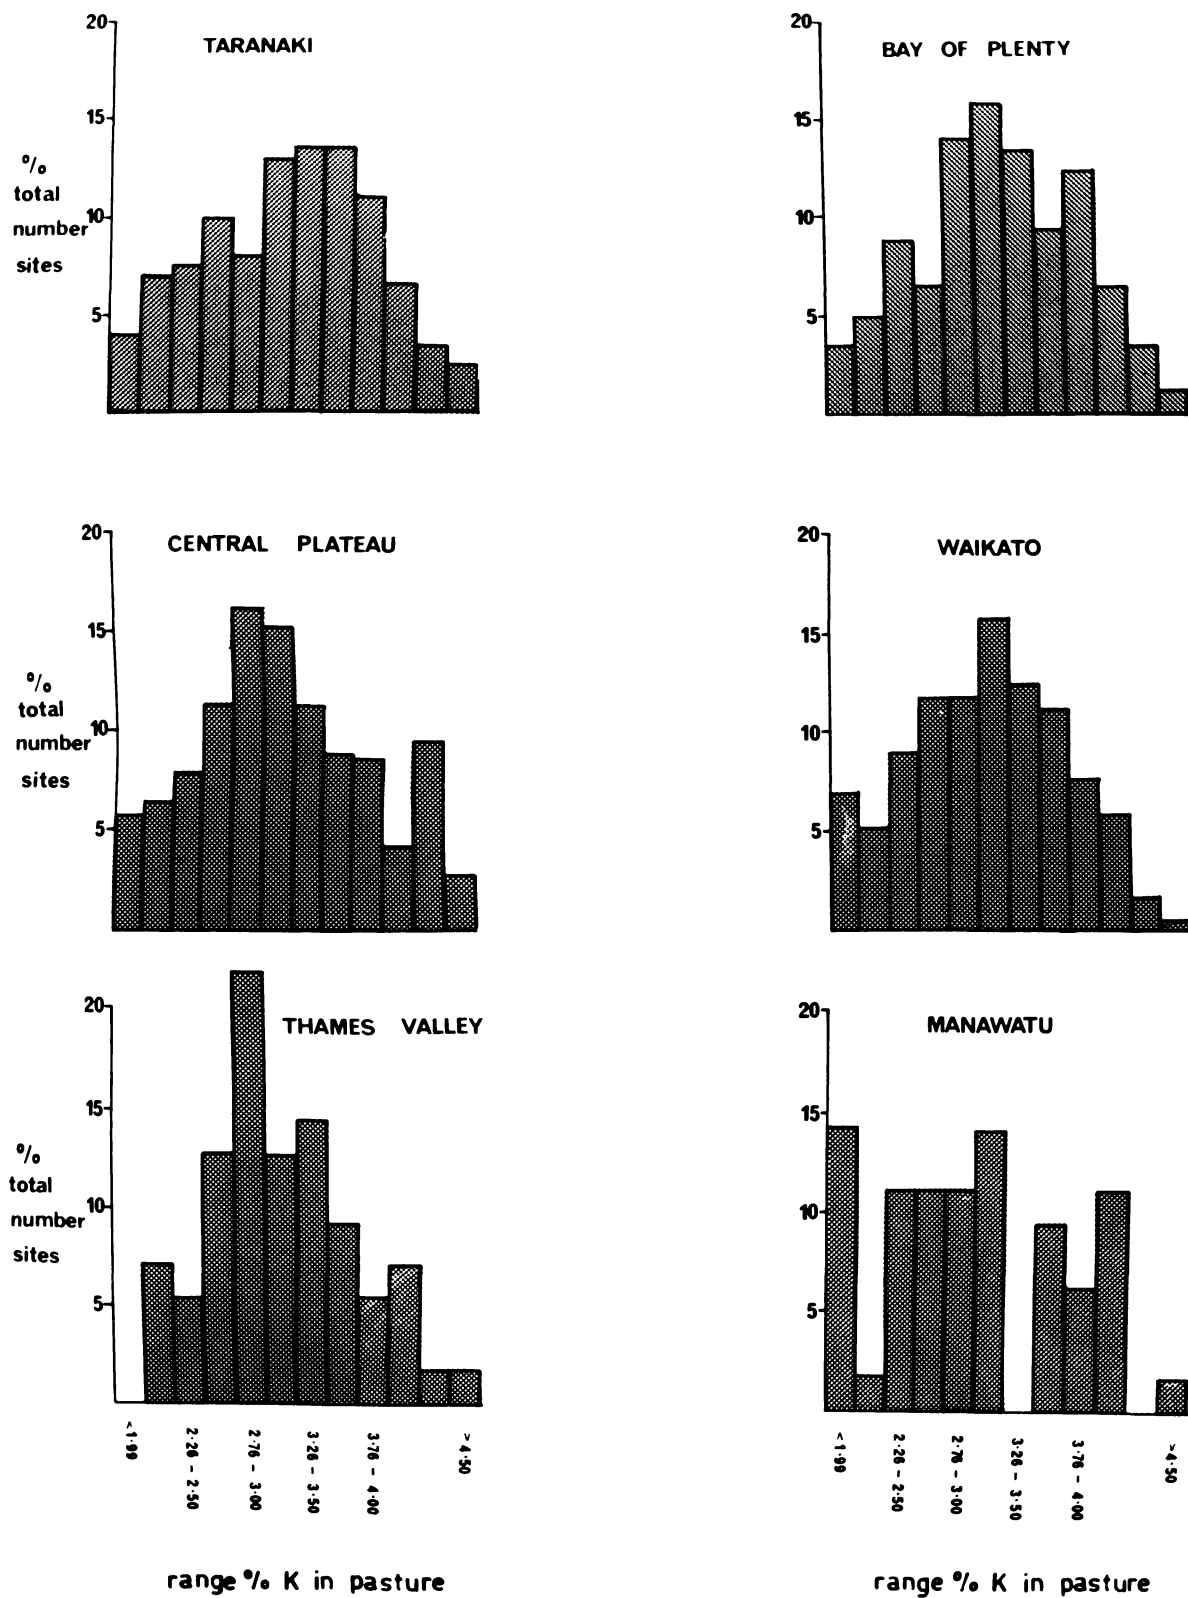 20
15
10
5
TARANAKI
%
total
number
sites
20
15
10
5
BAY OF PLENTY
20
15
10
5
CENTRAL PLATEAU
%
total
number
sites
20
15
10
5
WAIKATO
20
15
10
5
THAMES VALLEY
%
total
number
sites
<1·99
2·26 – 2·50
2·76 – 3·00
3·26 – 3·50
3·76 – 4·00
>4·50
range % K in pasture
20
15
10
5
MANAWATU
<1·99
2·26 – 2·50
2·76 – 3·00
3·26 – 3·50
3·76 – 4·00
>4·50
range % K in pasture